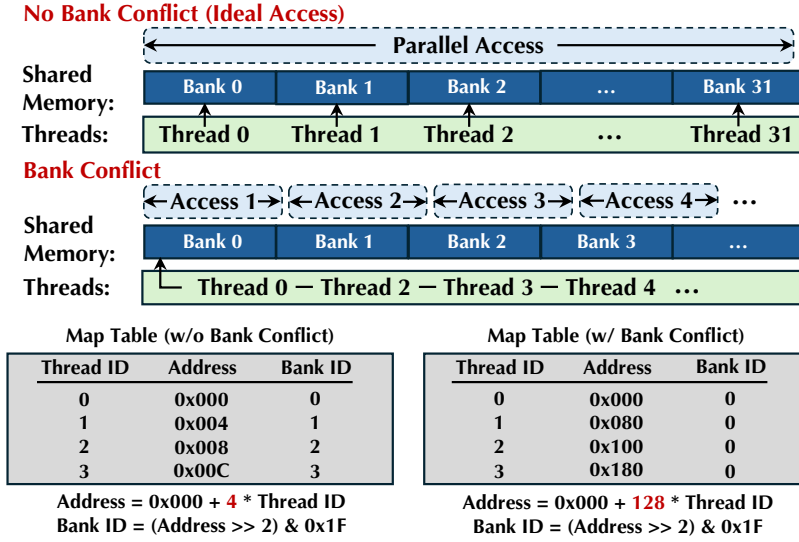 No Bank Conflict (Ideal Access)
Parallel Access
Shared Memory:
Bank 0 Bank 1 Bank 2 ... Bank 31
Threads: Thread 0 Thread 1 Thread 2 ... Thread 31
Bank Conflict
Access 1 Access 2 Access 3 Access 4 ...
Shared Memory:
Bank 0 Bank 1 Bank 2 Bank 3 ...
Threads: Thread 0 – Thread 2 – Thread 3 – Thread 4 ...
Map Table (w/o Bank Conflict)
Thread ID Address Bank ID
0 0x000 0
1 0x004 1
2 0x008 2
3 0x00C 3
Address = 0x000 + 4 * Thread ID
Bank ID = (Address >> 2) & 0x1F
Map Table (w/ Bank Conflict)
Thread ID Address Bank ID
0 0x000 0
1 0x080 0
2 0x100 0
3 0x180 0
Address = 0x000 + 128 * Thread ID
Bank ID = (Address >> 2) & 0x1F